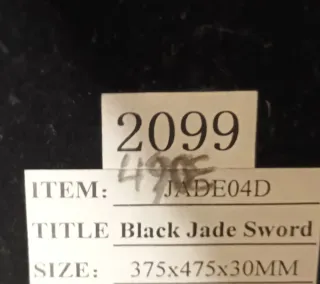 2099
ITEM: JADE04D
TITLE Black Jade Sword
SIZE: 375x475x30MM